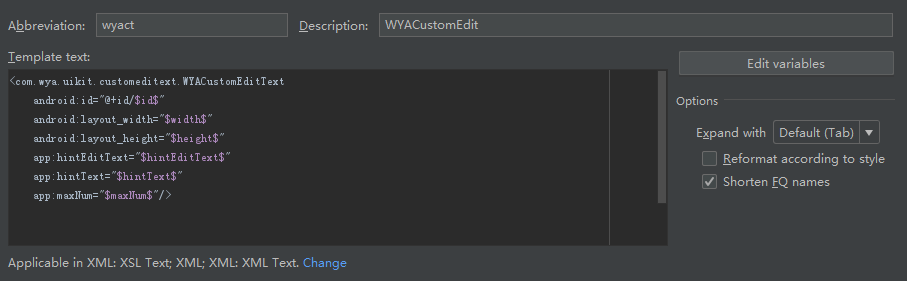 Abbreviation: wyact Description: WYACustomEdit
Template text:
<com.wya.uikit.customeditext.WYACustomEditText
android:id="@+id/$id$"
android:layout_width="$width$"
android:layout_height="$height$"
app:hintEditText="$hintEditText$"
app:hintText="$hintText$"
app:maxNum="$maxNum$"/>
Edit variables
Options
Expand with Default (Tab)
Reformat according to style
Shorten FQ names
Applicable in XML: XSL Text; XML; XML: XML Text. Change